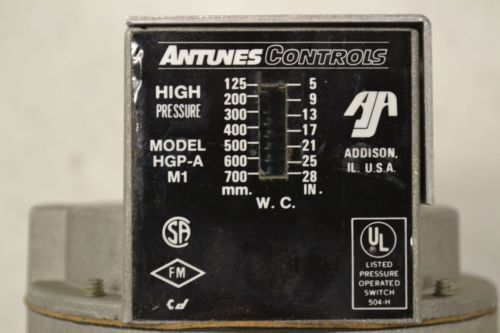 ANTUNES CONTROLS
HIGH
PRESSURE
MODEL
HGP-A
M1
125 5
200 9
300 13
400 17
500 21
600 25
700 28
mm. IN.
W. C.
AJA
ADDISON,
IL. U.S.A.
SA
FM
UL
LISTED
PRESSURE
OPERATED
SWITCH
504-H